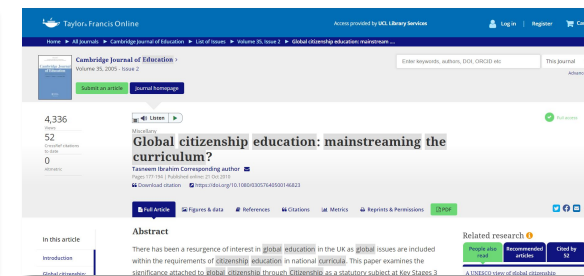 Taylor & Francis Online
Access provided by UCL Library Services
Log in | Register
Home ► All Journals ► Cambridge Journal of Education ► List of Issues ► Volume 35, Issue 2 ► Global citizenship education: mainstream ....
Cambridge Journal of Education ›
Volume 35, 2005 - Issue 2
Enter keywords, authors, DOI, ORCID etc
This Journal
Submit an article
Journal homepage
4,336
Views
52
CrossRef citations to date
0
Altmetric
Listen
Miscellany
Global citizenship education: mainstreaming the
curriculum?
Tasneem Ibrahim Corresponding author
Pages 177-194 | Published online: 21 Oct 2010
Download citation
https://doi.org/10.1080/03057640500146823
Full Article
Figures & data
References
Citations
Metrics
Reprints & Permissions
PDF
In this article
Introduction
Abstract
There has been a resurgence of interest in global education in the UK as global issues are included
within the requirements of citizenship education in national curricula. This paper examines the
significance attached to global citizenship through Citizenship as a statutory subject at Key Stages 3
Related research
People also read
Recommended articles
Cited by 52
A UNESCO view of global citizenship